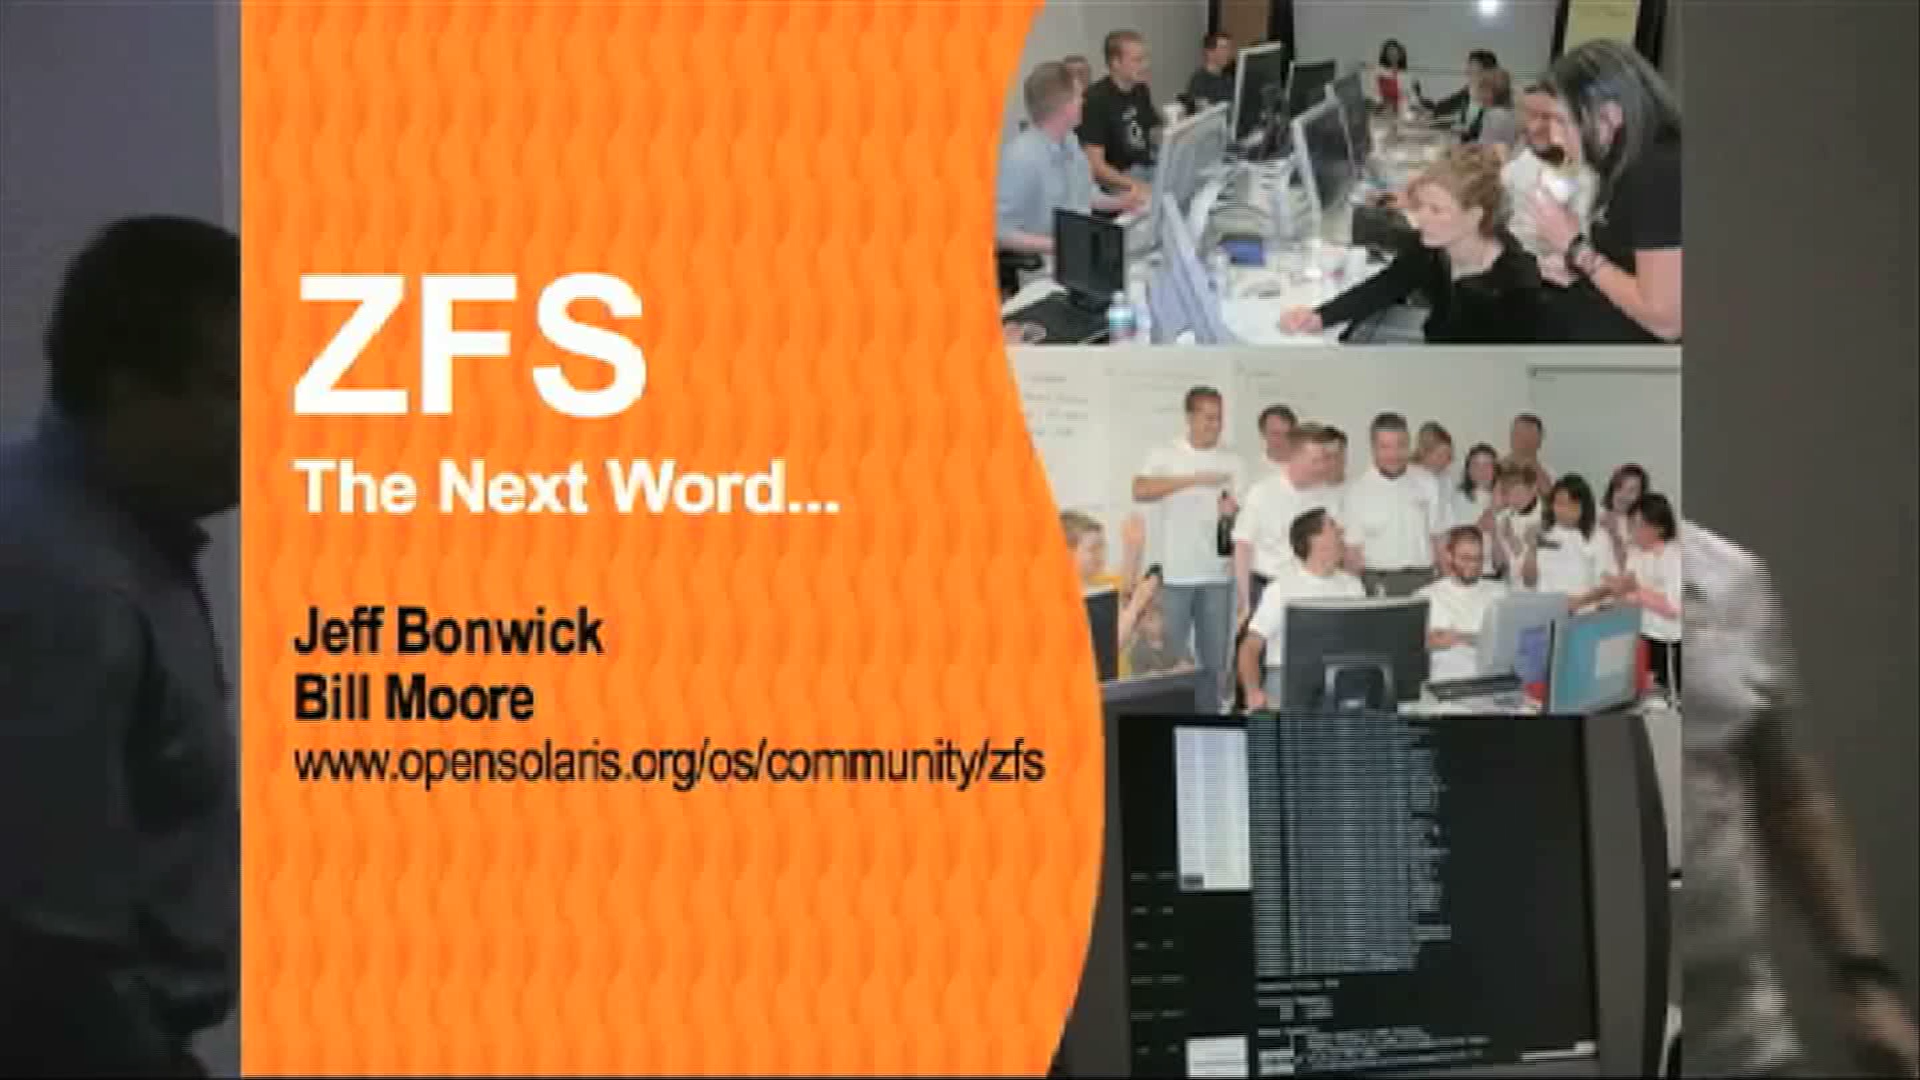 ZFS
The Next Word...
Jeff Bonwick
Bill Moore
www.opensolaris.org/os/community/zfs